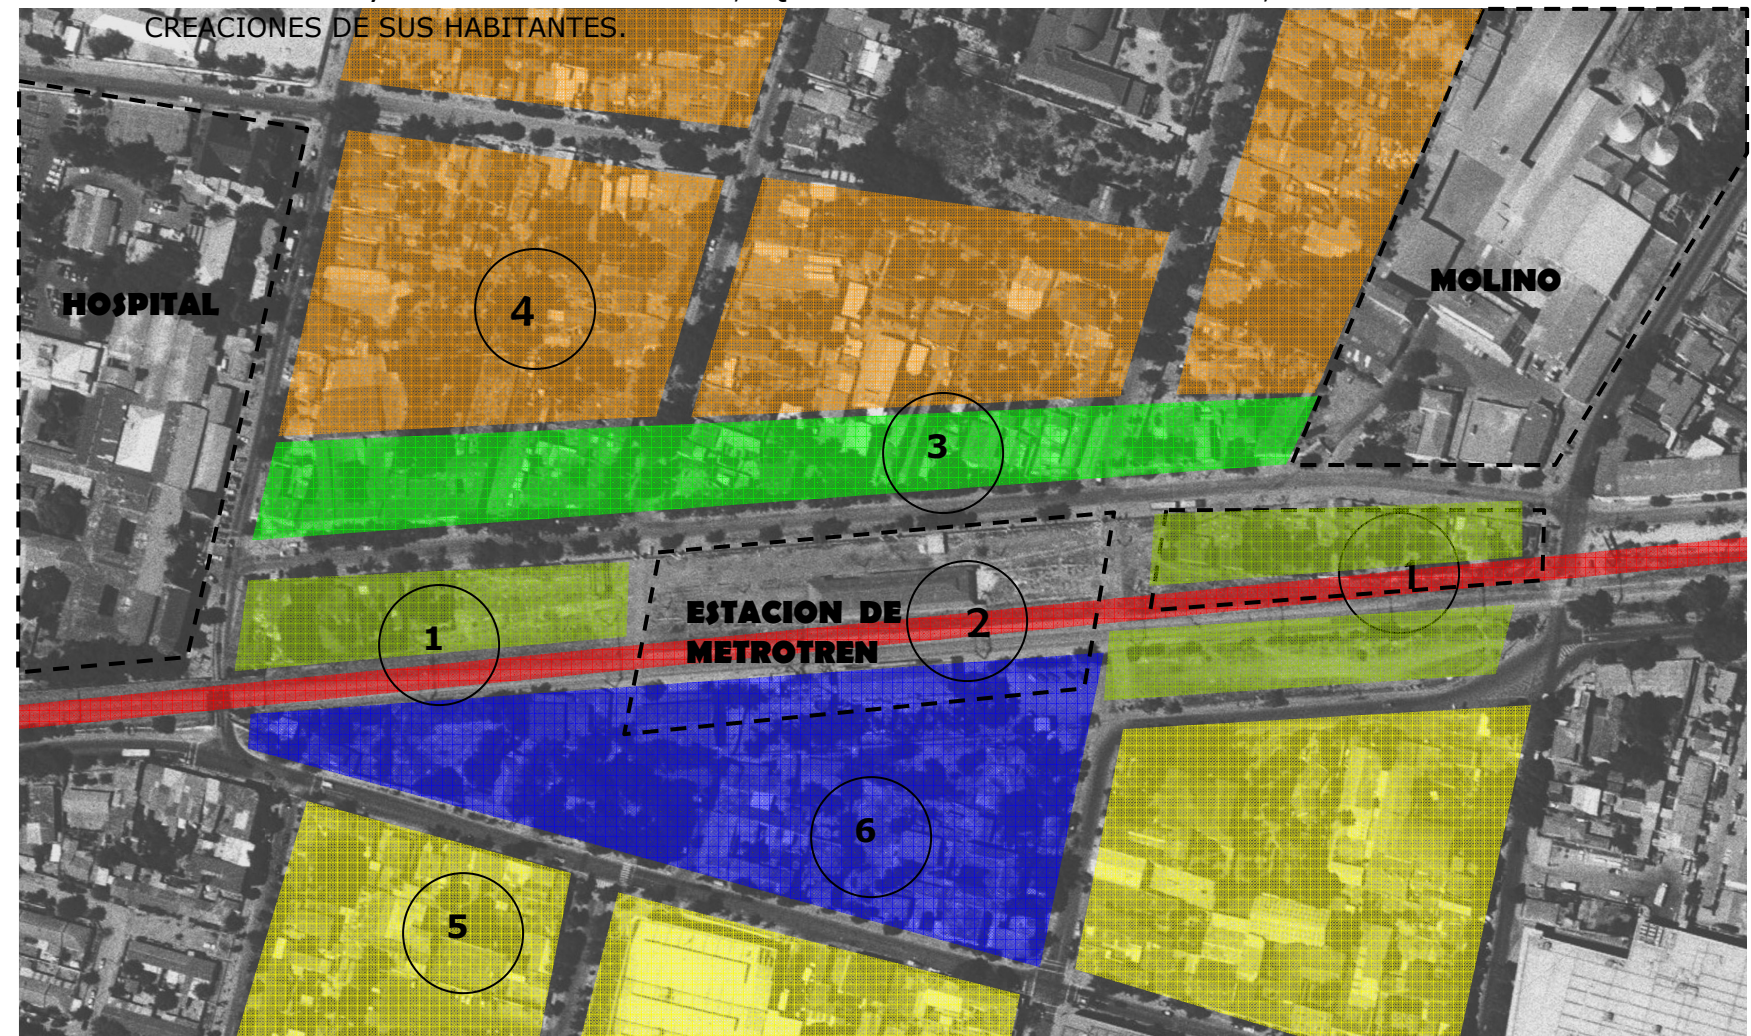 CREACIONES DE SUS HABITANTES.
HOSPITAL
MOLINO
4
3
1
1
ESTACION DE
METROTREN
2
6
5